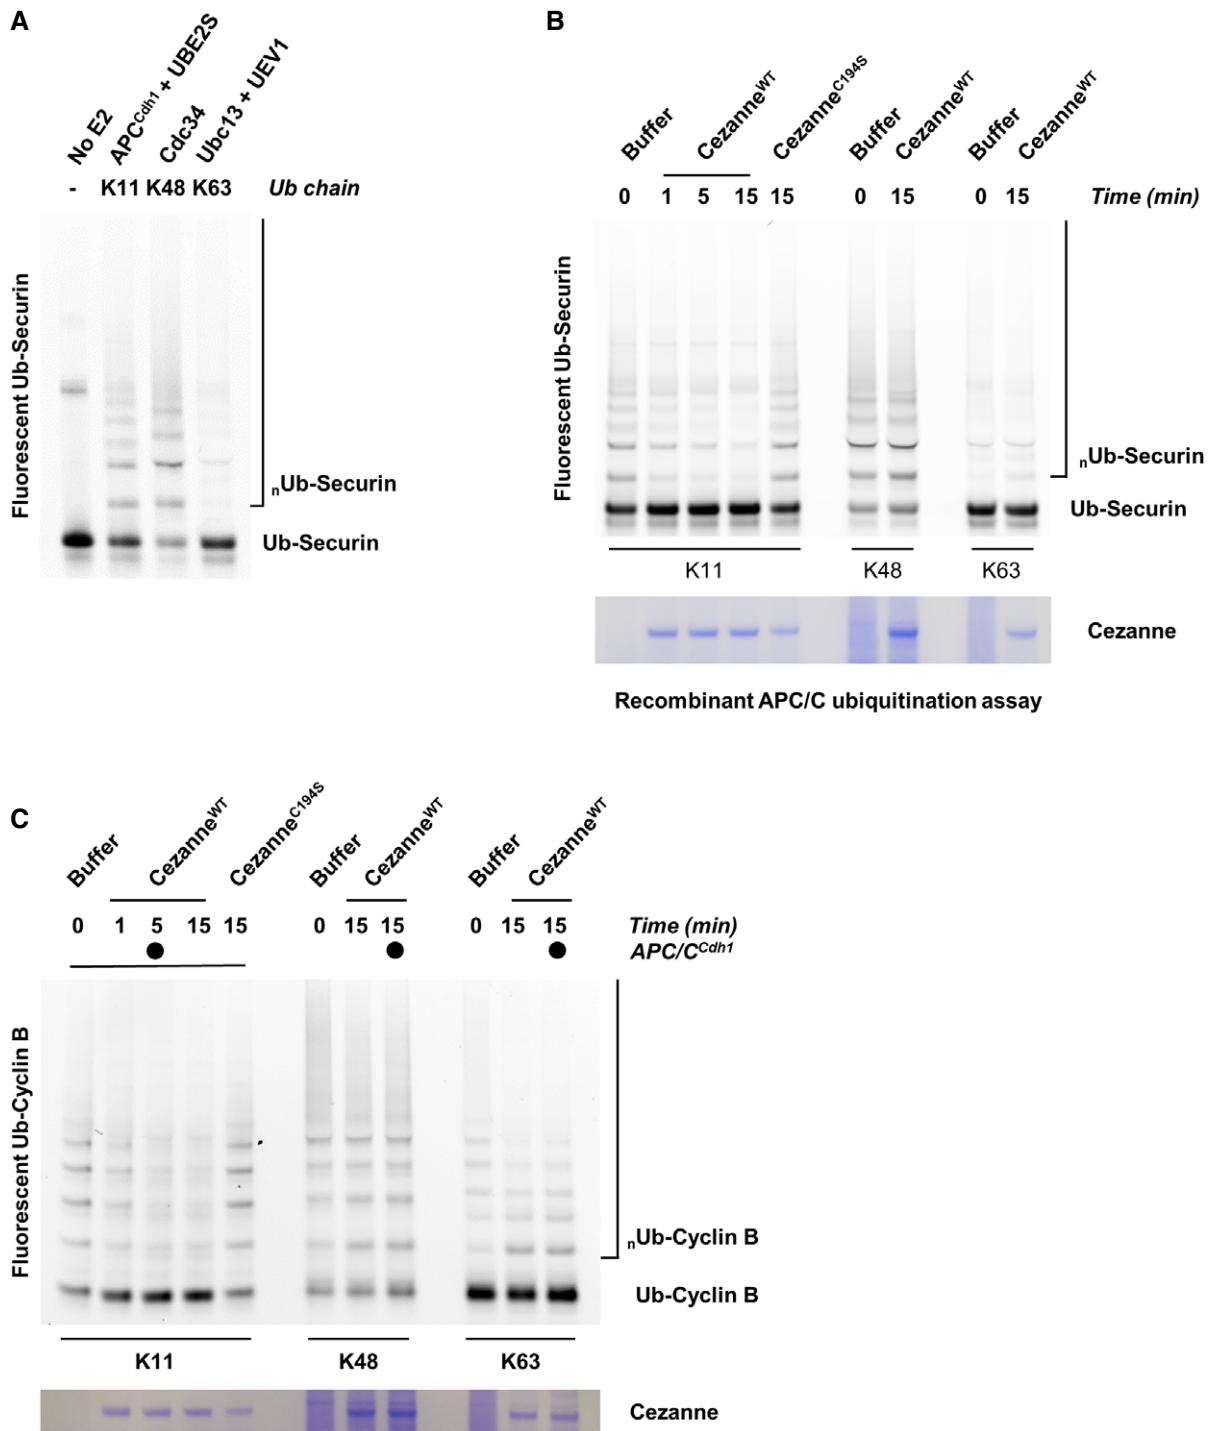 A
No E2
APC^Cdh1 + UBE2S
Cdc34
Ubc13 + UEV1
- K11 K48 K63 Ub chain
Fluorescent Ub-Securin
nUb-Securin
Ub-Securin
B
Buffer
Cezanne^WT
Cezanne^C194S
Buffer
Cezanne^WT
Buffer
Cezanne^WT
0 1 5 15 15 0 15 0 15 Time (min)
Fluorescent Ub-Securin
nUb-Securin
Ub-Securin
K11 K48 K63
Cezanne
Recombinant APC/C ubiquitination assay
C
Buffer
Cezanne^WT
Cezanne^C194S
Buffer
Cezanne^WT
Buffer
Cezanne^WT
0 1 5 15 15 0 15 15 0 15 15 Time (min)
APC/C^Cdh1
Fluorescent Ub-Cyclin B
nUb-Cyclin B
Ub-Cyclin B
K11 K48 K63
Cezanne